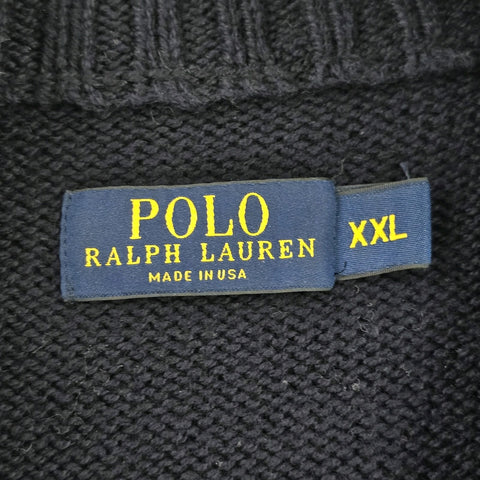 POLO
RALPH LAUREN
MADE IN USA
XXL